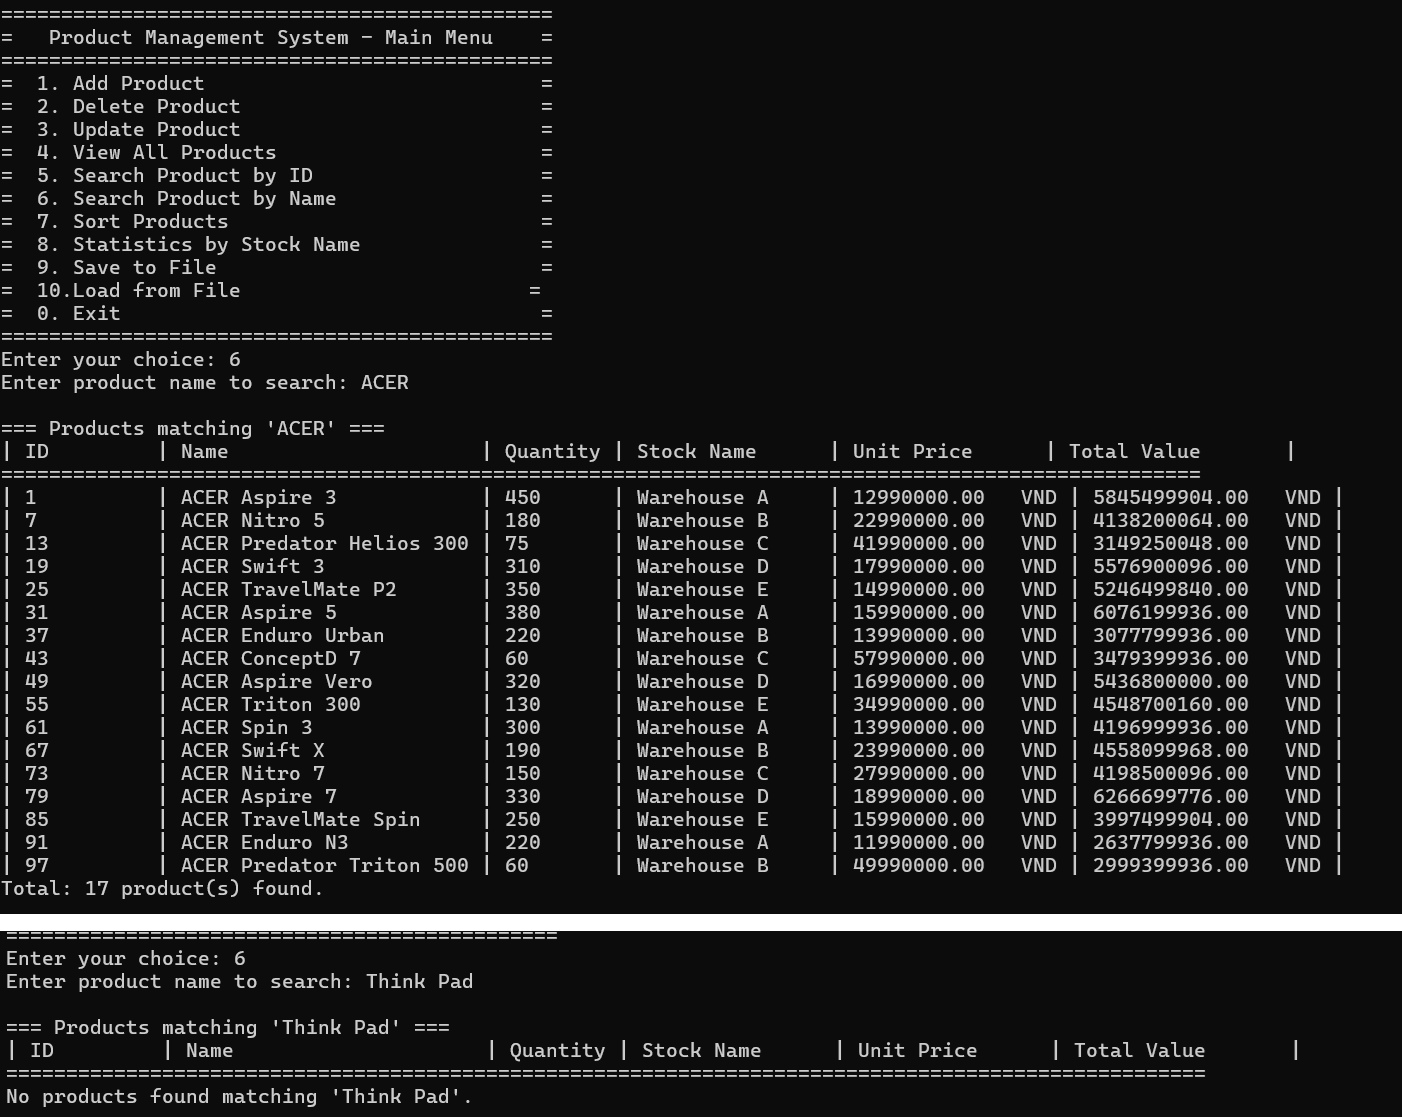 ==============================================
=   Product Management System - Main Menu    =
==============================================
=  1. Add Product                            =
=  2. Delete Product                         =
=  3. Update Product                         =
=  4. View All Products                      =
=  5. Search Product by ID                   =
=  6. Search Product by Name                 =
=  7. Sort Products                          =
=  8. Statistics by Stock Name               =
=  9. Save to File                           =
=  10.Load from File                        =
=  0. Exit                                   =
==============================================
Enter your choice: 6
Enter product name to search: ACER
=== Products matching 'ACER' ===
| ID         | Name                     | Quantity | Stock Name      | Unit Price      | Total Value       |
====================================================================================================
| 1          | ACER Aspire 3            | 450      | Warehouse A     | 12990000.00   VND | 5845499904.00   VND |
| 7          | ACER Nitro 5             | 180      | Warehouse B     | 22990000.00   VND | 4138200064.00   VND |
| 13         | ACER Predator Helios 300 | 75       | Warehouse C     | 41990000.00   VND | 3149250048.00   VND |
| 19         | ACER Swift 3             | 310      | Warehouse D     | 17990000.00   VND | 5576900096.00   VND |
| 25         | ACER TravelMate P2       | 350      | Warehouse E     | 14990000.00   VND | 5246499840.00   VND |
| 31         | ACER Aspire 5            | 380      | Warehouse A     | 15990000.00   VND | 6076199936.00   VND |
| 37         | ACER Enduro Urban        | 220      | Warehouse B     | 13990000.00   VND | 3077799936.00   VND |
| 43         | ACER ConceptD 7          | 60       | Warehouse C     | 57990000.00   VND | 3479399936.00   VND |
| 49         | ACER Aspire Vero         | 320      | Warehouse D     | 16990000.00   VND | 5436800000.00   VND |
| 55         | ACER Triton 300          | 130      | Warehouse E     | 34990000.00   VND | 4548700160.00   VND |
| 61         | ACER Spin 3              | 300      | Warehouse A     | 13990000.00   VND | 4196999936.00   VND |
| 67         | ACER Swift X             | 190      | Warehouse B     | 23990000.00   VND | 4558099968.00   VND |
| 73         | ACER Nitro 7             | 150      | Warehouse C     | 27990000.00   VND | 4198500096.00   VND |
| 79         | ACER Aspire 7            | 330      | Warehouse D     | 18990000.00   VND | 6266699776.00   VND |
| 85         | ACER TravelMate Spin     | 250      | Warehouse E     | 15990000.00   VND | 3997499904.00   VND |
| 91         | ACER Enduro N3           | 220      | Warehouse A     | 11990000.00   VND | 2637799936.00   VND |
| 97         | ACER Predator Triton 500 | 60       | Warehouse B     | 49990000.00   VND | 2999399936.00   VND |
Total: 17 product(s) found.
==============================================
Enter your choice: 6
Enter product name to search: Think Pad
=== Products matching 'Think Pad' ===
| ID         | Name                     | Quantity | Stock Name      | Unit Price      | Total Value       |
====================================================================================================
No products found matching 'Think Pad'.